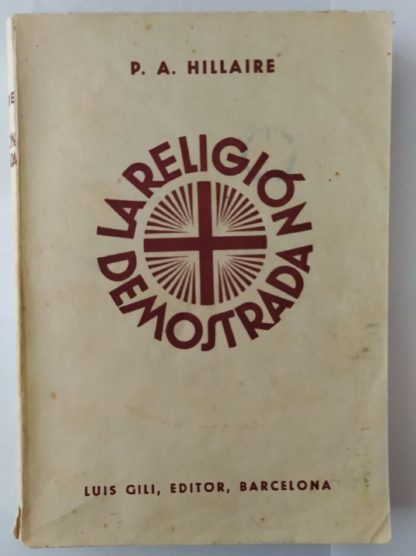 P. A. HILLAIRE
LA RELIGIÓN
DEMOSTRADA
LUIS GILI, EDITOR, BARCELONA